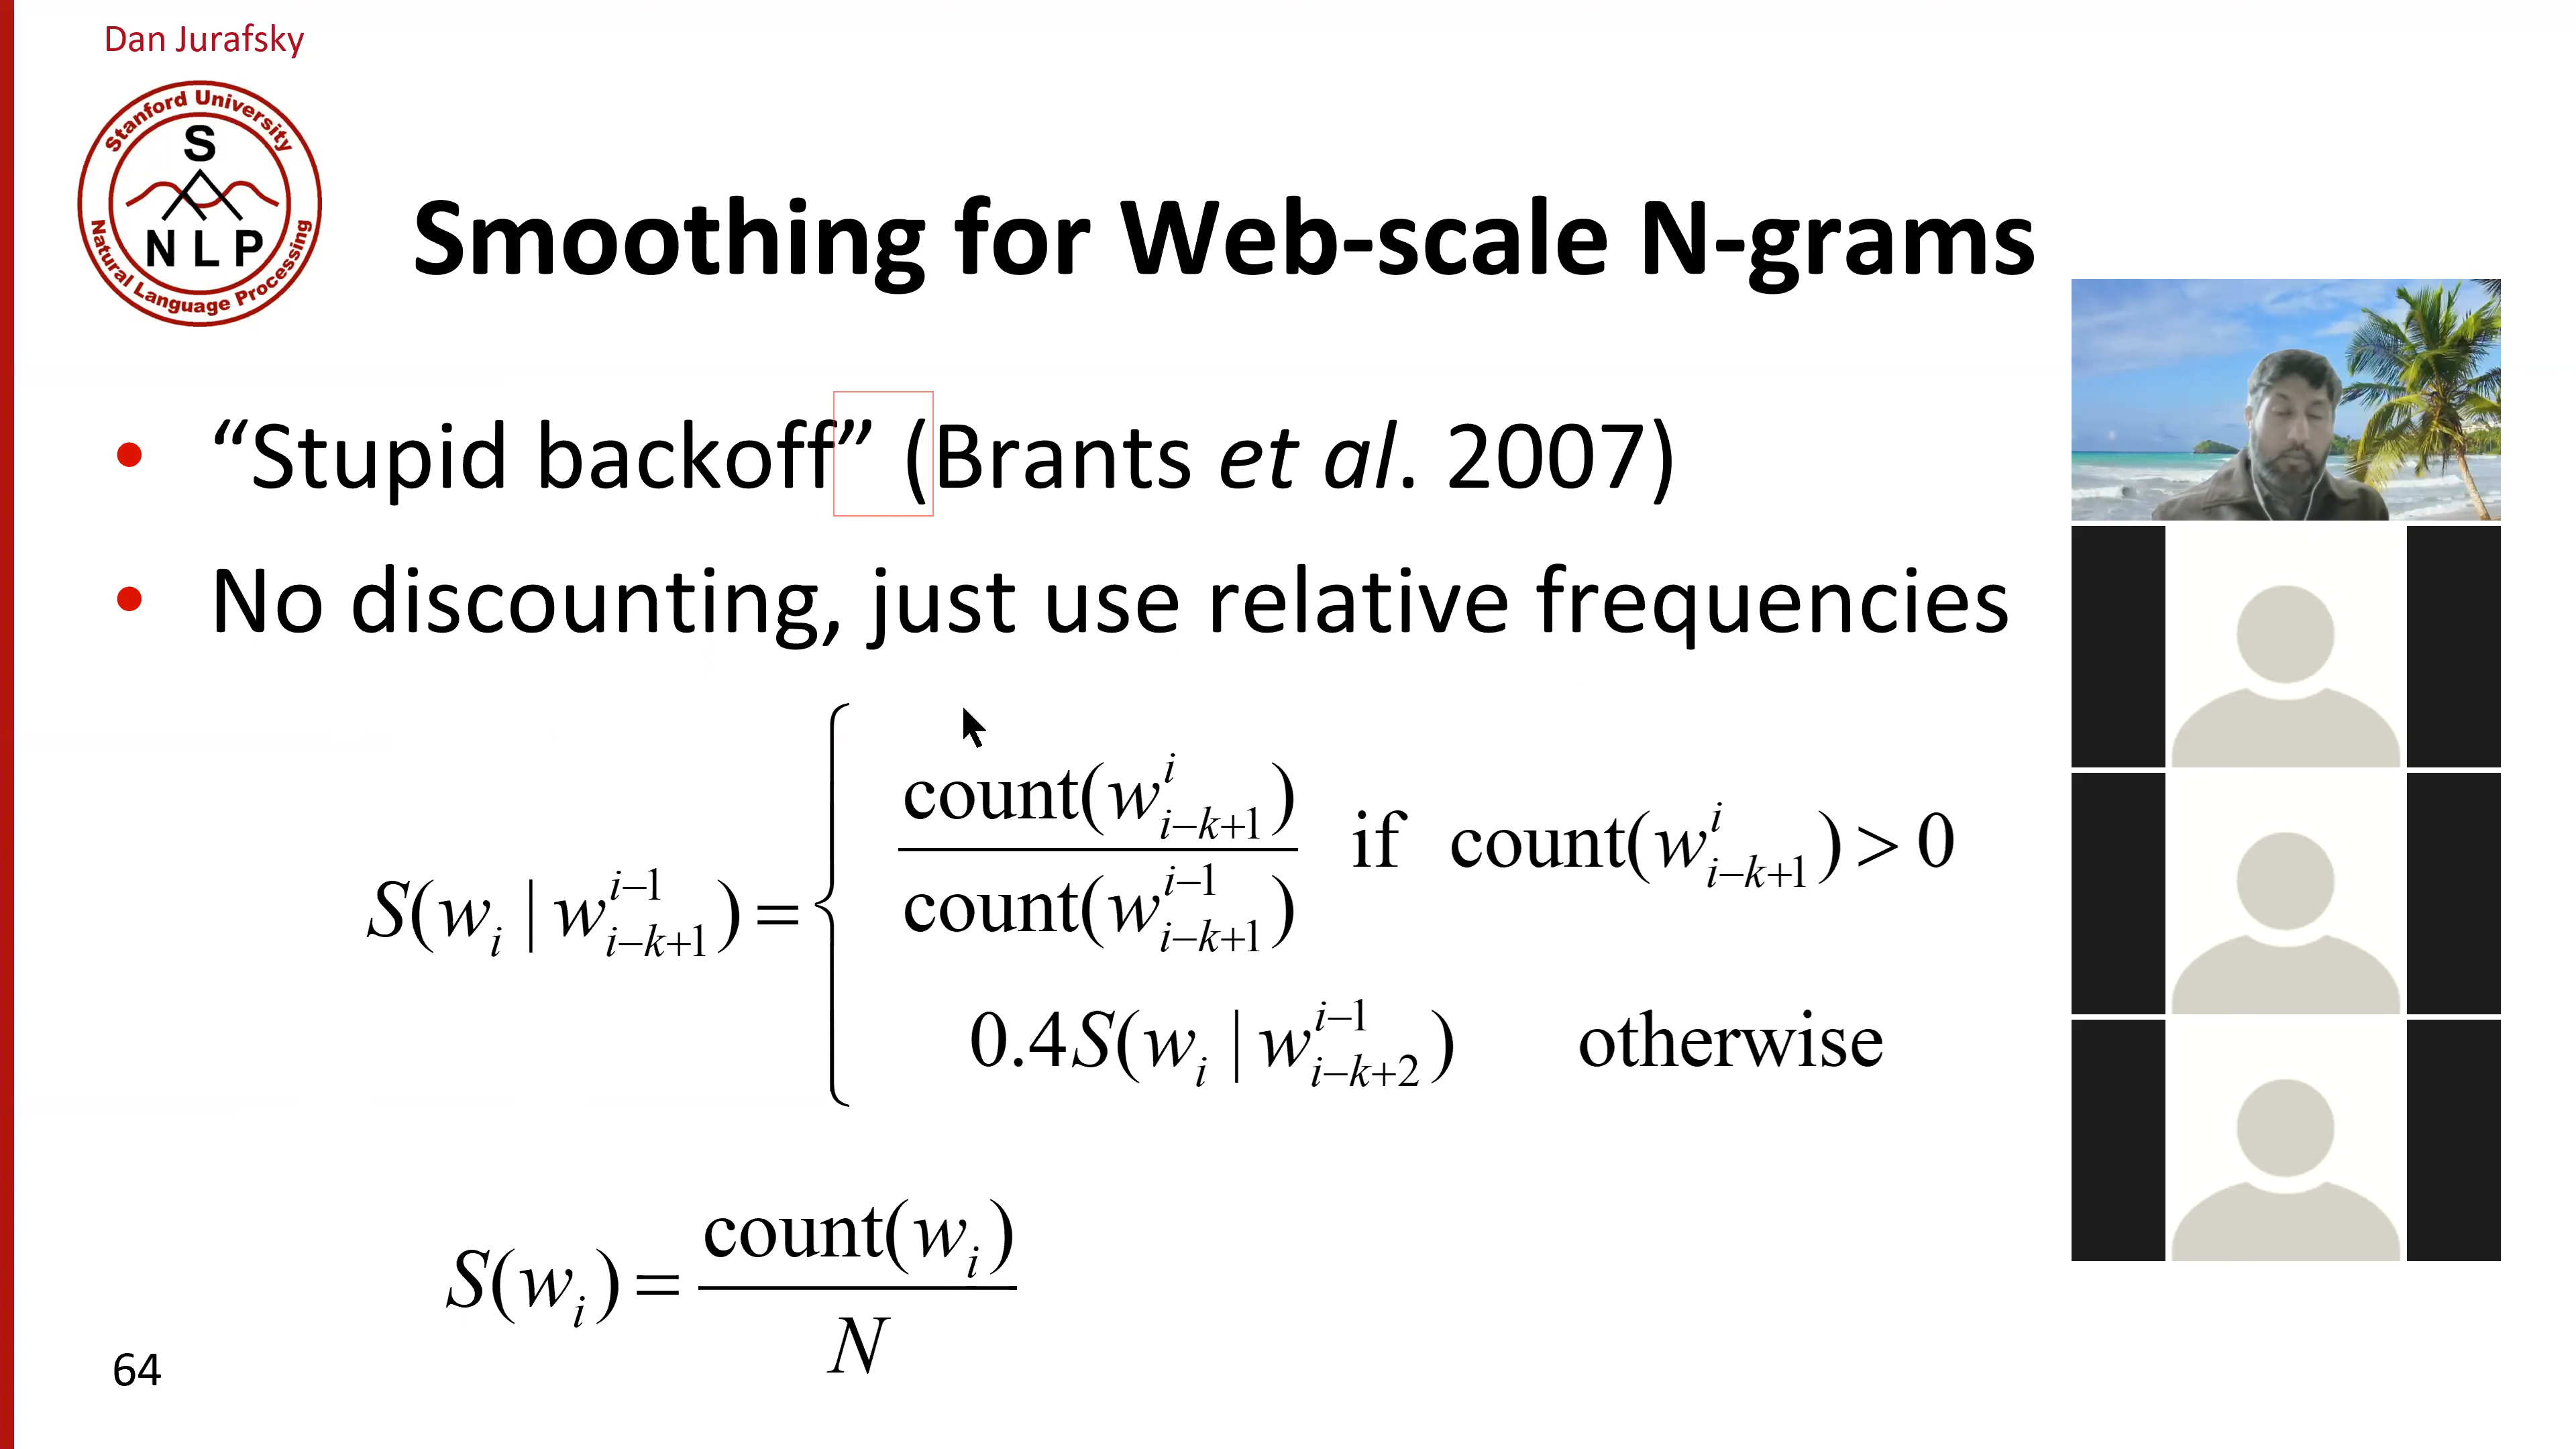 Dan Jurafsky
Stanford University
S
N L P
Natural Language Processing
Smoothing for Web-scale N-grams
• “Stupid backoff” (Brants et al. 2007)
• No discounting, just use relative frequencies
S(w_i | w_{i-k+1}^{i-1}) = { count(w_{i-k+1}^{i}) / count(w_{i-k+1}^{i-1}) if count(w_{i-k+1}^{i}) > 0
0.4S(w_i | w_{i-k+2}^{i-1}) otherwise
S(w_i) = count(w_i) / N
64